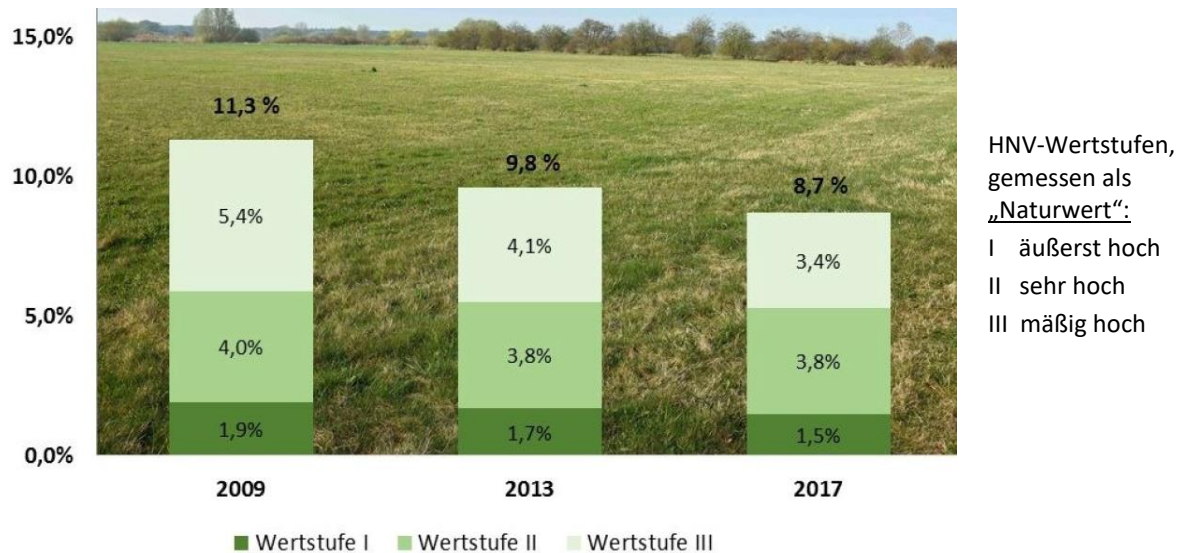 15,0%
10,0%
5,0%
0,0%
11,3 %
5,4%
4,0%
1,9%
9,8 %
4,1%
3,8%
1,7%
8,7 %
3,4%
3,8%
1,5%
2009 2013 2017
Wertstufe I Wertstufe II Wertstufe III
HNV-Wertstufen,
gemessen als
„Naturwert“:
I äußerst hoch
II sehr hoch
III mäßig hoch